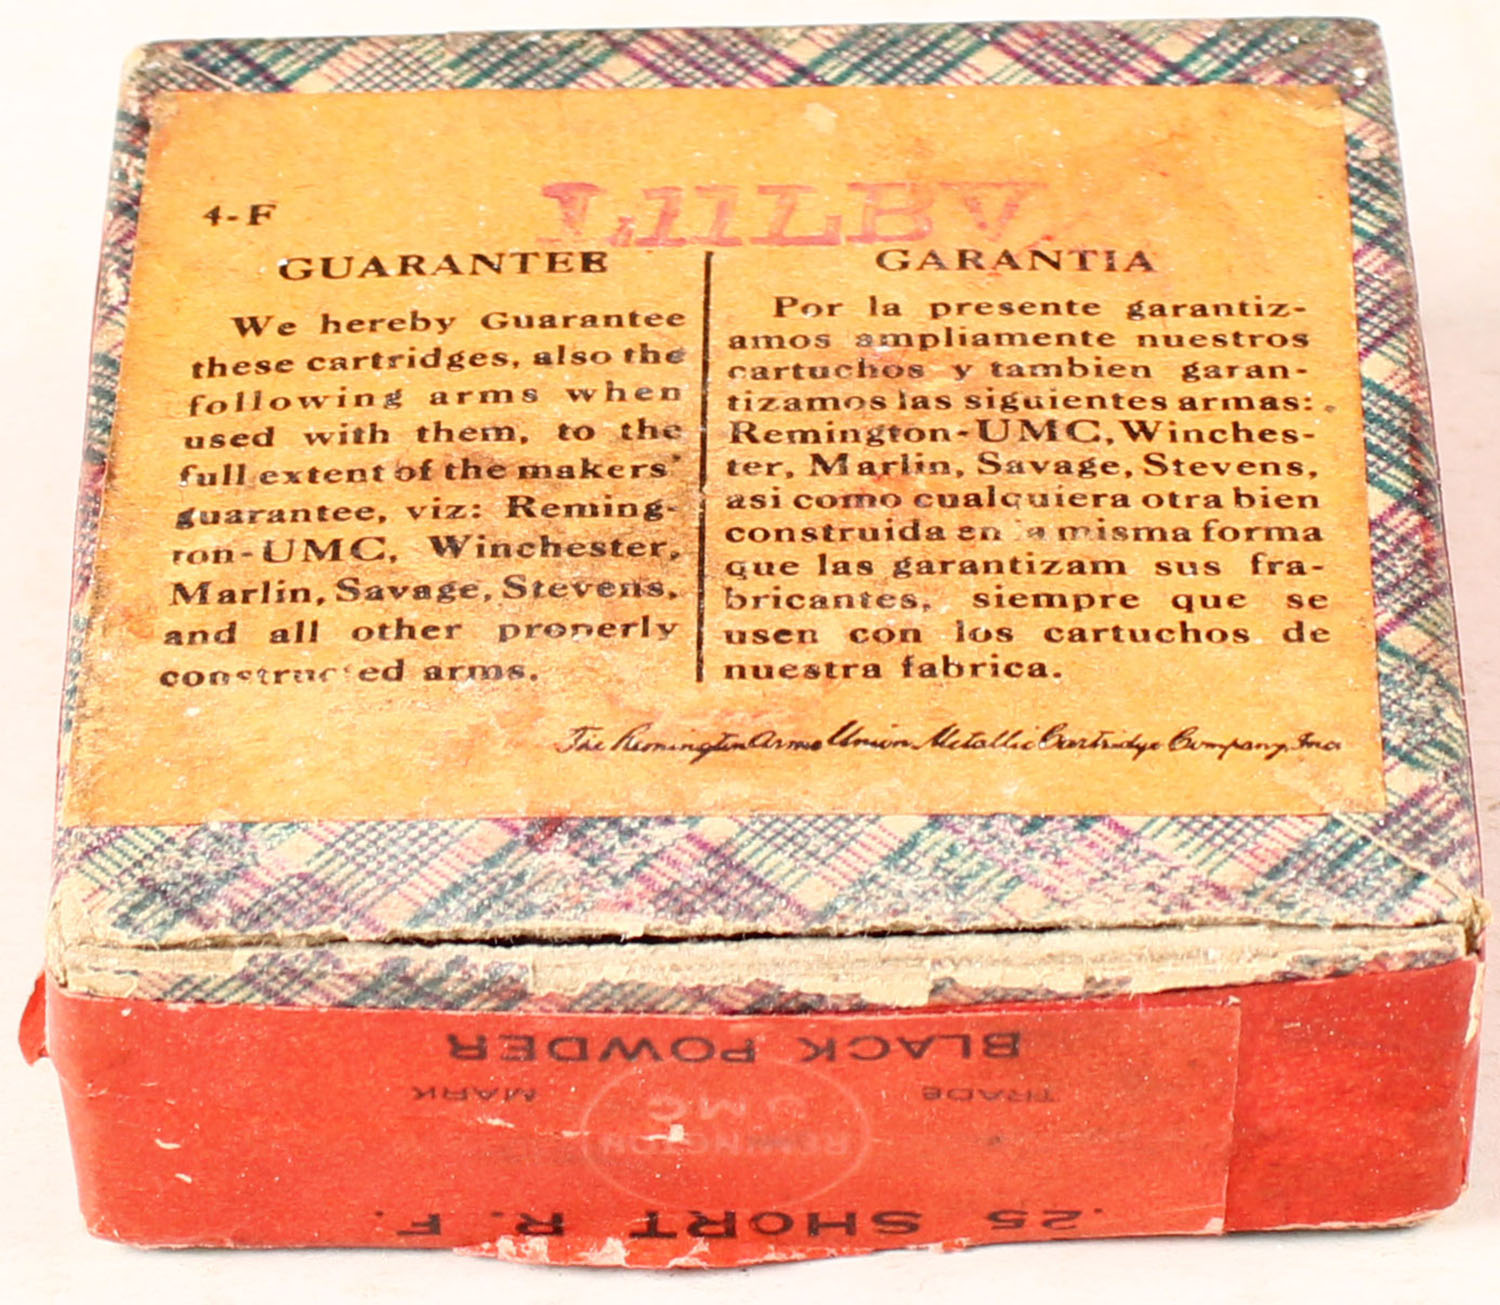 4-F
GUARANTEE
We hereby Guarantee
these cartridges, also the
following arms when
used with them, to the
full extent of the makers'
guarantee, viz: Reming-
ton-UMC, Winchester,
Marlin, Savage, Stevens,
and all other properly
constructed arms.
GARANTIA
Por la presente garantiz-
amos ampliamente nuestros
cartuchos y tambien garan-
tizamos las siguientes armas:
Remington-UMC, Winches-
ter, Marlin, Savage, Stevens,
asi como cualquiera otra bien
construida en la misma forma
que las garantizam sus fra-
bricantes, siempre que se
usen con los cartuchos de
nuestra fabrica.
The Remington Arms Union Metallic Cartridge Company, Inc.
.25 SHORT R. F.
REMINGTON
UMC
TRADE MARK
BLACK POWDER